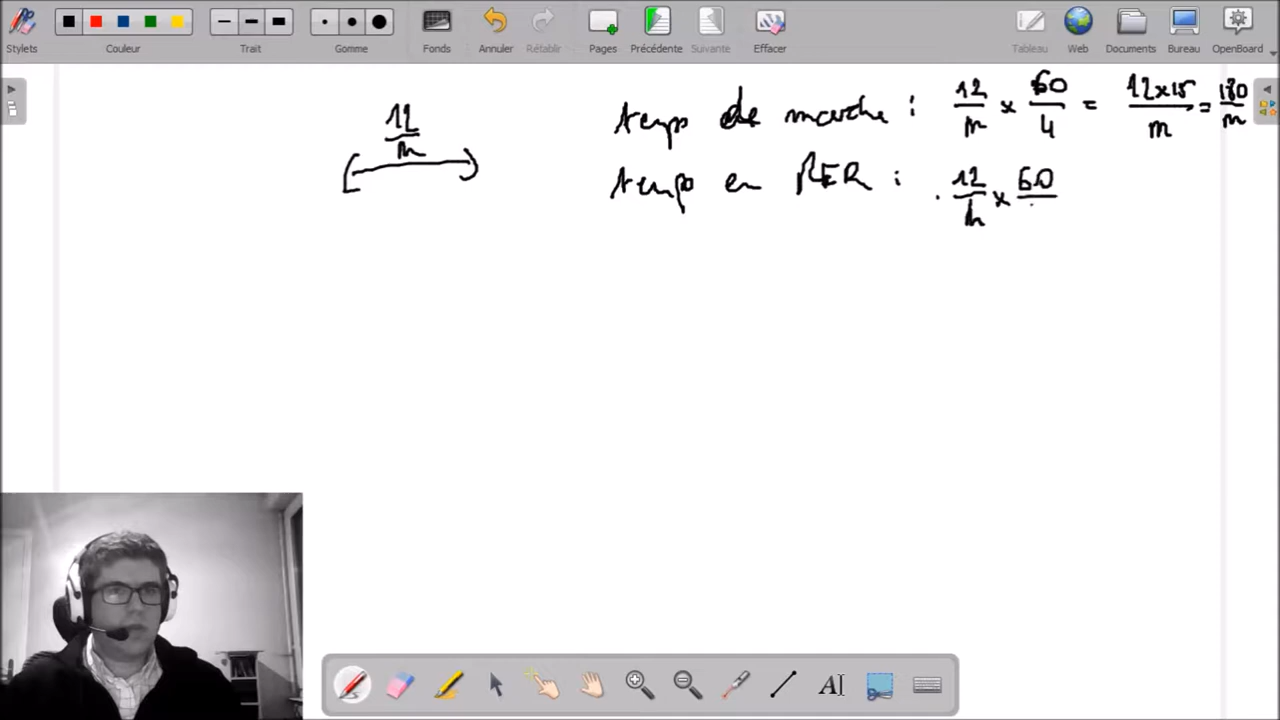 Stylets Couleur Trait Gomme Fonds Annuler Rétablir Pages Précédente Suivante Effacer Tableau Web Documents Bureau OpenBoard
12/n
temps de marche : 12/n × 60/4 = 12×15/n = 180/n
temps en RER : 12/n × 60